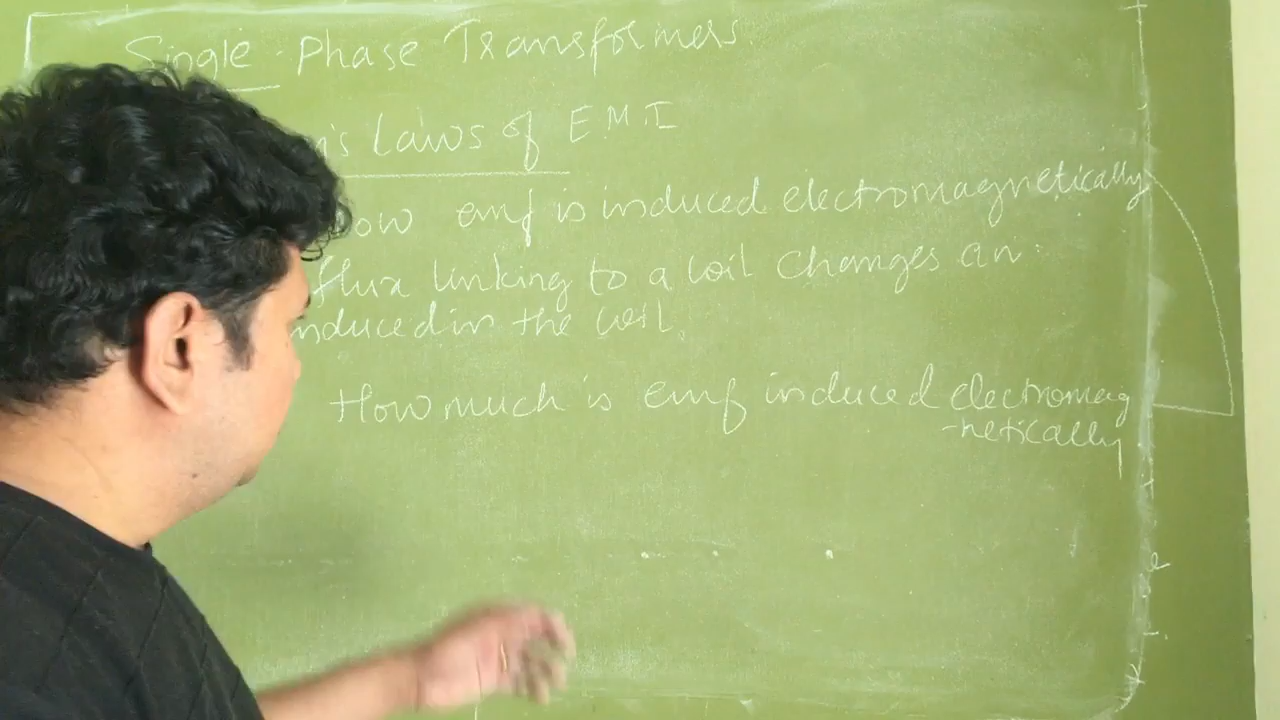 Single-Phase Transformers.
's Laws of E.M.I
ow emf is induced electromagnetically
flux linking to a coil changes an
induced in the coil.
How much is emf induced electromag
-netically